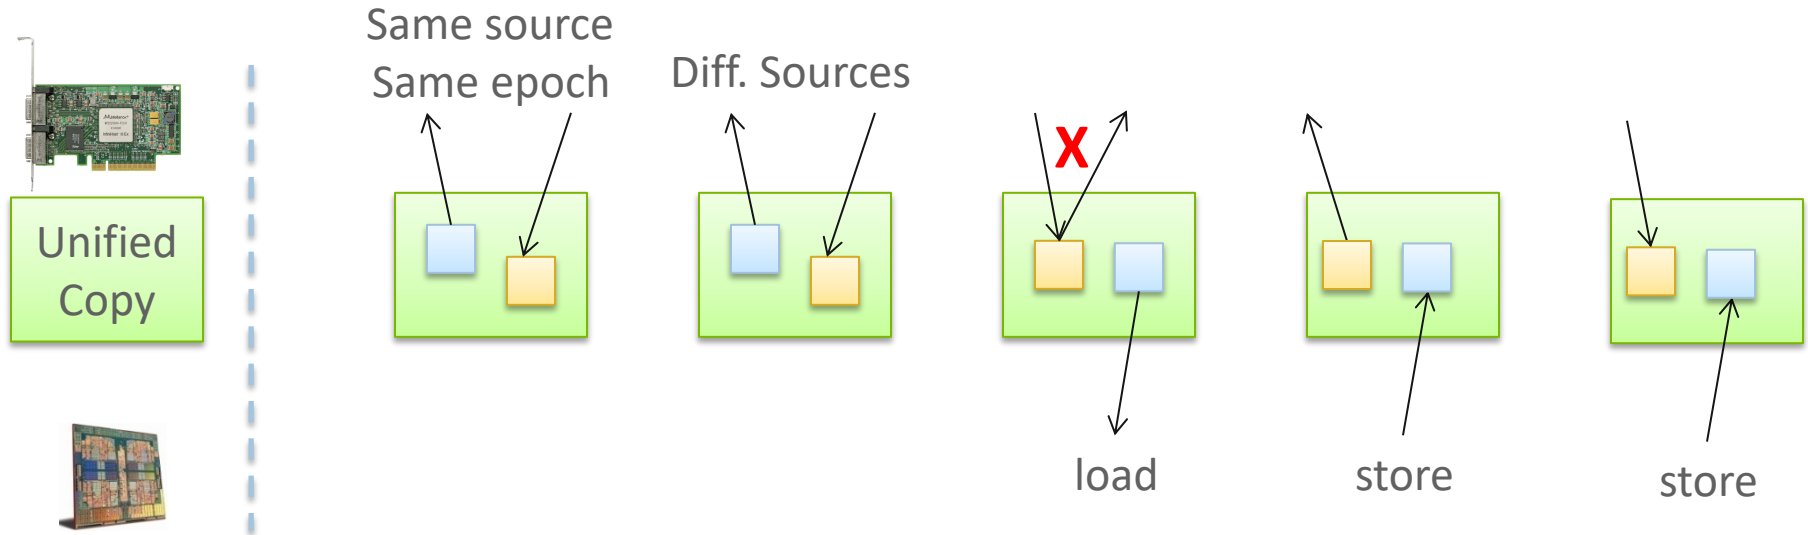 Same source
Same epoch
Diff. Sources
X
Unified
Copy
load
store
store